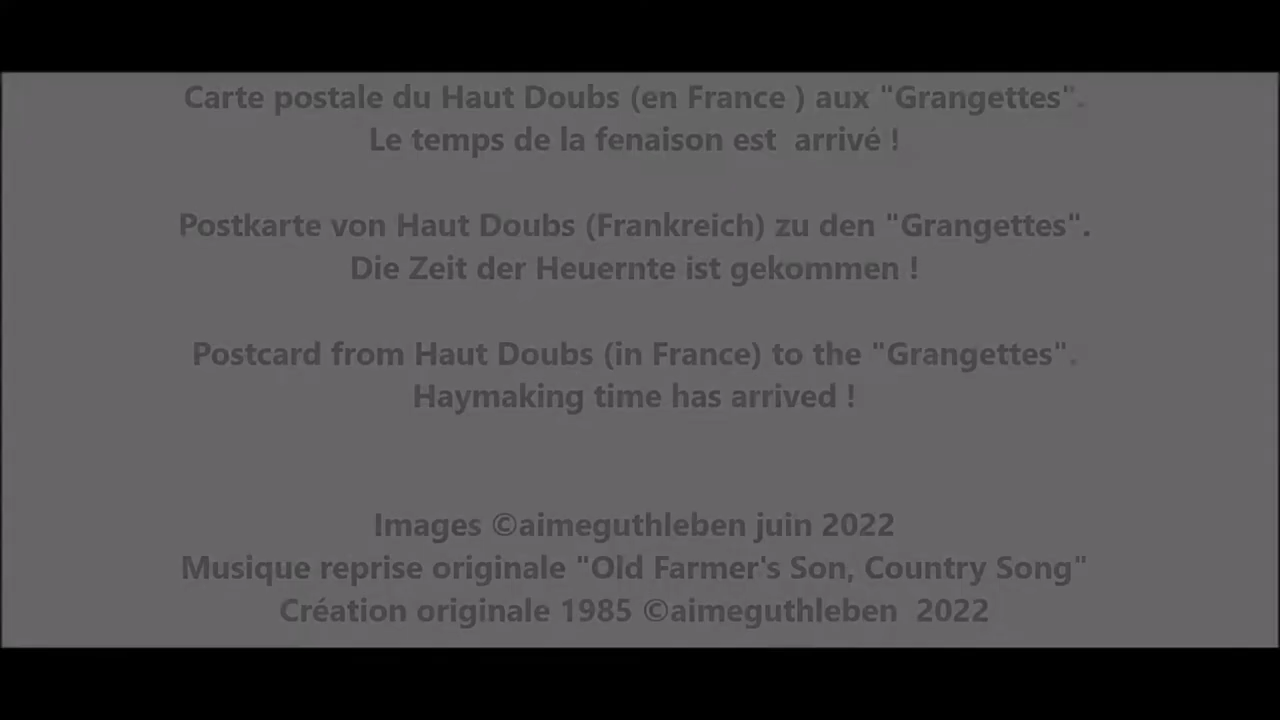 Carte postale du Haut Doubs (en France ) aux "Grangettes".
Le temps de la fenaison est  arrivé !
Postkarte von Haut Doubs (Frankreich) zu den "Grangettes".
Die Zeit der Heuernte ist gekommen !
Postcard from Haut Doubs (in France) to the "Grangettes".
Haymaking time has arrived !
Images ©aimeguthleben juin 2022
Musique reprise originale "Old Farmer's Son, Country Song"
Création originale 1985 ©aimeguthleben  2022